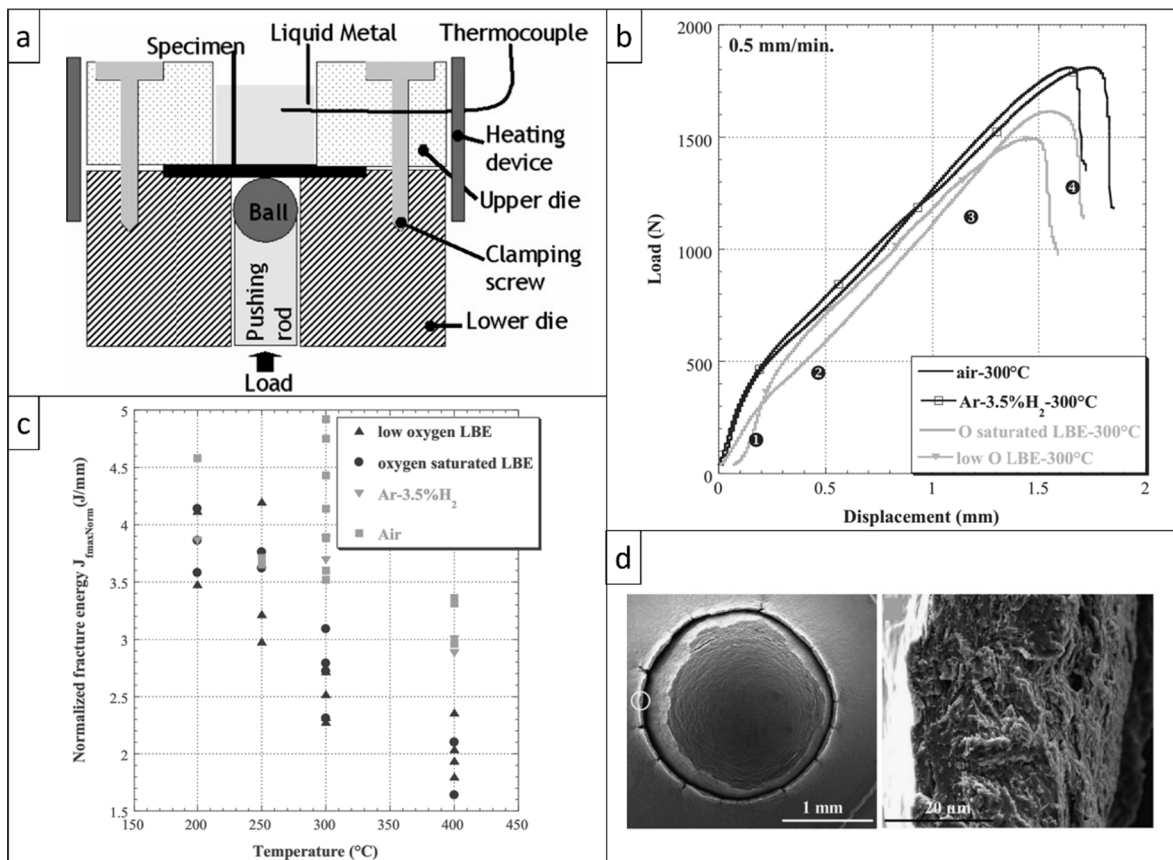 a
Specimen
Liquid Metal
Thermocouple
Heating
device
Upper die
Ball
Clamping
screw
Pushing
rod
Lower die
Load
b
0.5 mm/min.
2000
1500
1000
500
0
0
0.5
1
1.5
2
Load (N)
Displacement (mm)
1
2
3
4
air-300°C
Ar-3.5%H₂-300°C
O saturated LBE-300°C
low O LBE-300°C
c
5
4.5
4
3.5
3
2.5
2
1.5
150
200
250
300
350
400
450
Normalized fracture energy J_fmaxNorm (J/mm)
Temperature (°C)
low oxygen LBE
oxygen saturated LBE
Ar-3.5%H₂
Air
d
1 mm
20 µm